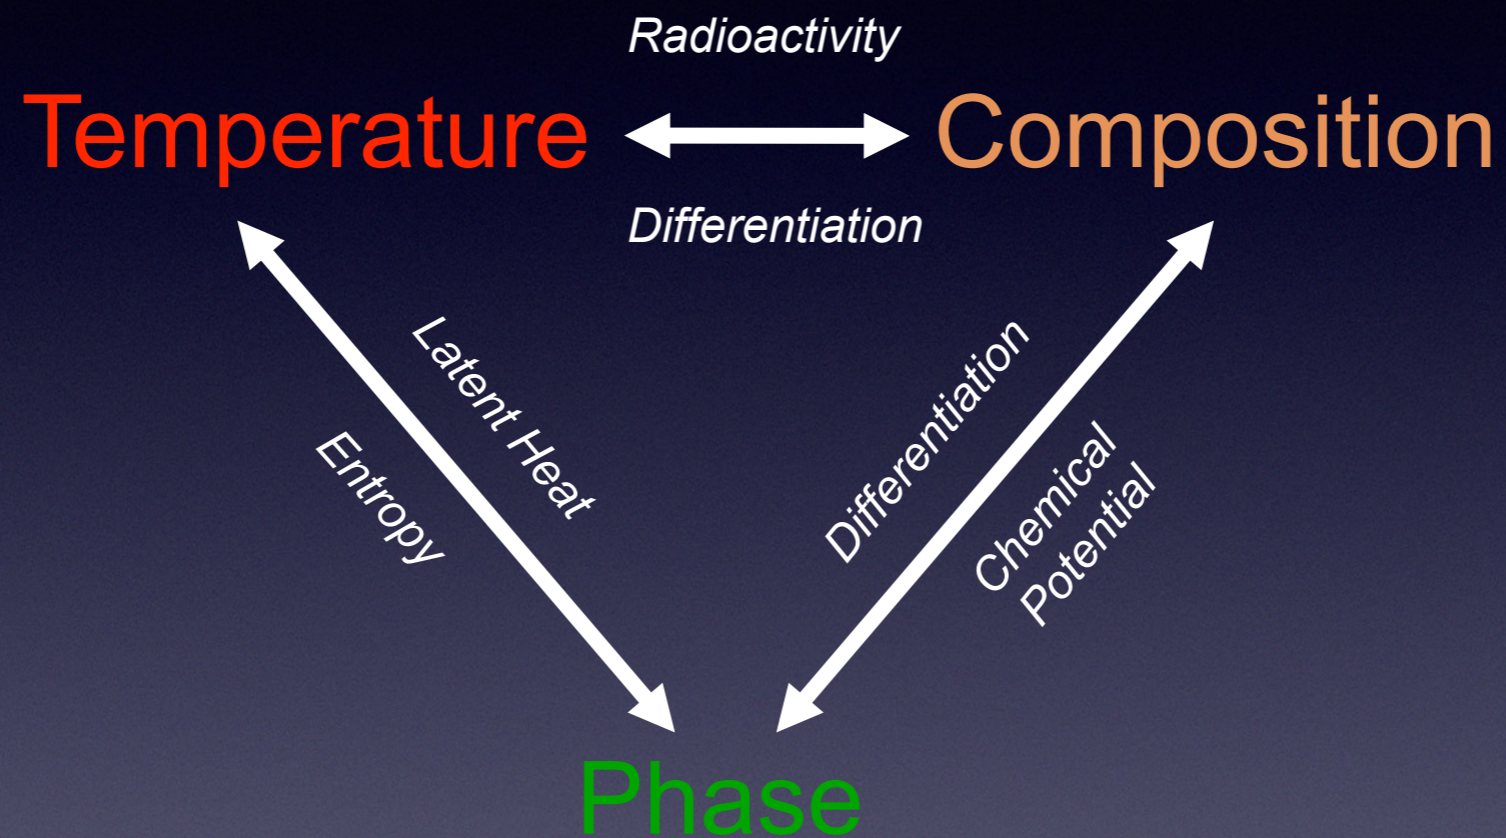 Radioactivity
Temperature
Composition
Differentiation
Latent Heat
Entropy
Differentiation
Chemical
Potential
Phase